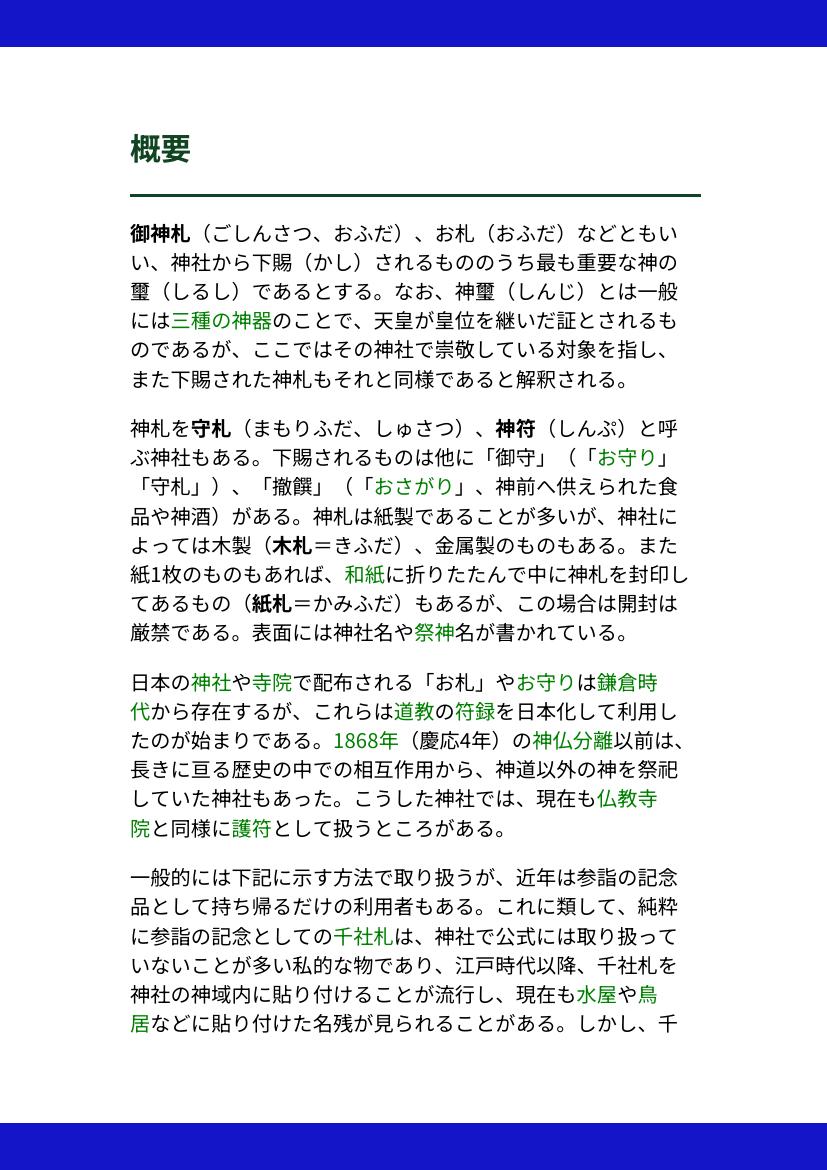 概要
御神札（ごしんさつ、おふだ）、お札（おふだ）などともい
い、神社から下賜（かし）されるもののうち最も重要な神の
璽（しるし）であるとする。なお、神璽（しんじ）とは一般
には三種の神器のことで、天皇が皇位を継いだ証とされるも
のであるが、ここではその神社で崇敬している対象を指し、
また下賜された神札もそれと同様であると解釈される。
神札を守札（まもりふだ、しゅさつ）、神符（しんぷ）と呼
ぶ神社もある。下賜されるものは他に「御守」（「お守り」
「守札」）、「撤饌」（「おさがり」、神前へ供えられた食
品や神酒）がある。神札は紙製であることが多いが、神社に
よっては木製（木札＝きふだ）、金属製のものもある。また
紙1枚のものもあれば、和紙に折りたたんで中に神札を封印し
てあるもの（紙札＝かみふだ）もあるが、この場合は開封は
厳禁である。表面には神社名や祭神名が書かれている。
日本の神社や寺院で配布される「お札」やお守りは鎌倉時
代から存在するが、これらは道教の符録を日本化して利用し
たのが始まりである。1868年（慶応4年）の神仏分離以前は、
長きに亘る歴史の中での相互作用から、神道以外の神を祭祀
していた神社もあった。こうした神社では、現在も仏教寺
院と同様に護符として扱うところがある。
一般的には下記に示す方法で取り扱うが、近年は参詣の記念
品として持ち帰るだけの利用者もある。これに類して、純粋
に参詣の記念としての千社札は、神社で公式には取り扱って
いないことが多い私的な物であり、江戸時代以降、千社札を
神社の神域内に貼り付けることが流行し、現在も水屋や鳥
居などに貼り付けた名残が見られることがある。しかし、千